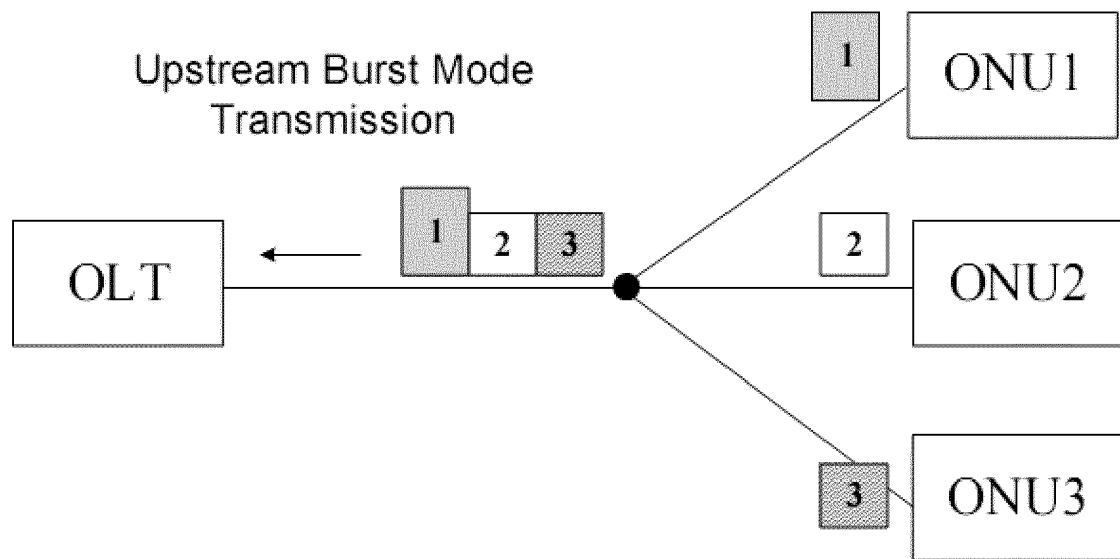 Upstream Burst Mode
Transmission
1
ONU1
OLT
1 2 3
2
ONU2
3
ONU3